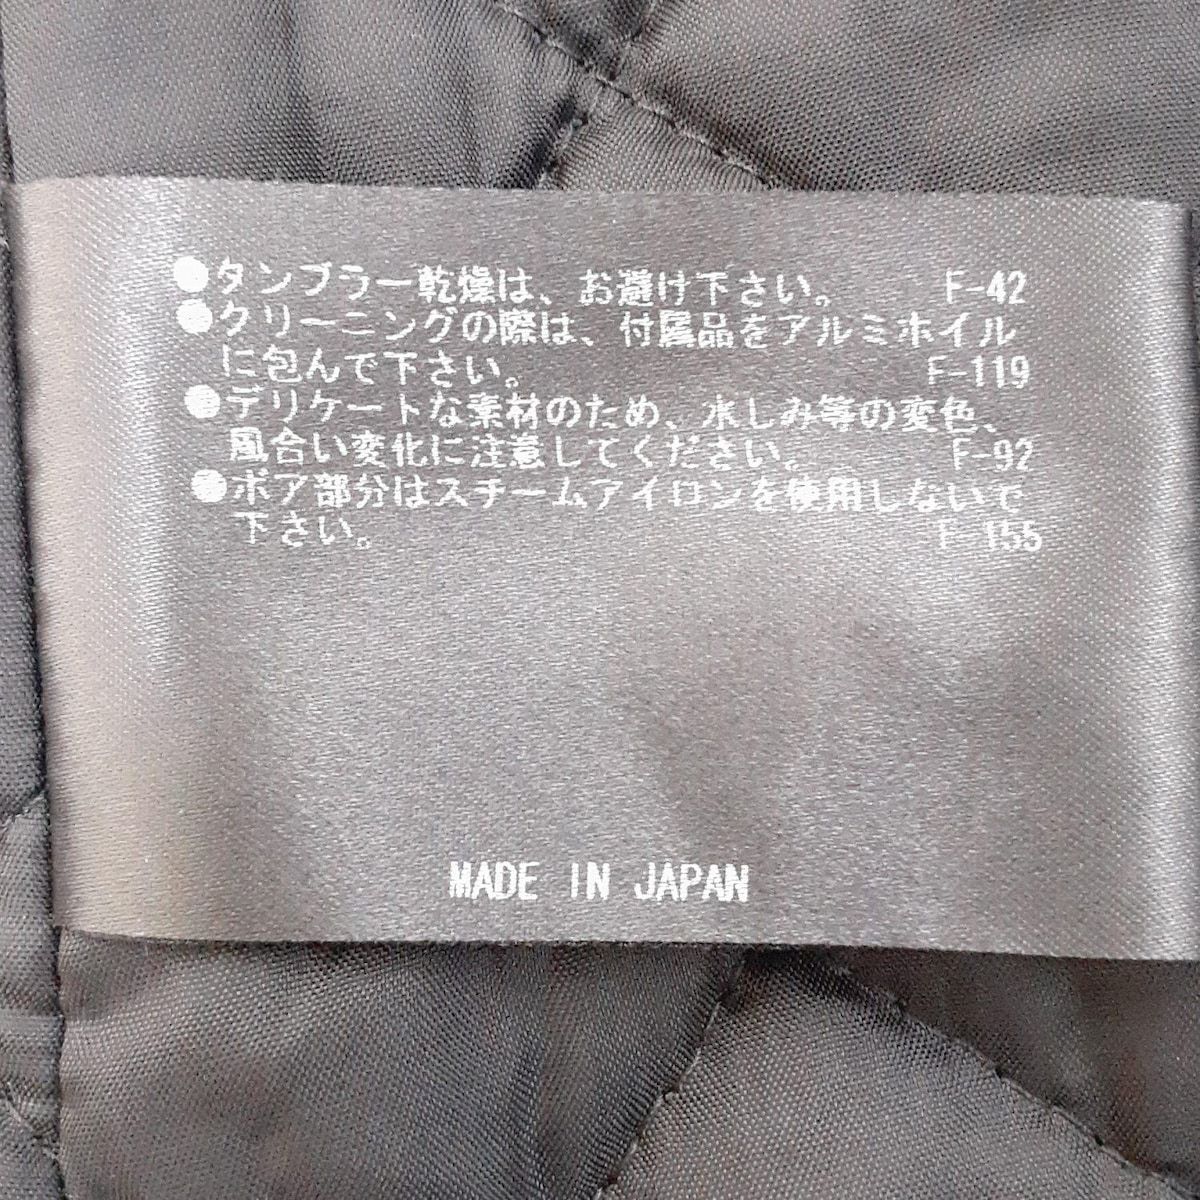 ●タンブラー乾燥は、お避け下さい。 F-42
●クリーニングの際は、付属品をアルミホイル
に包んで下さい。 F-119
●デリケートな素材のため、水しみ等の変色、
風合い変化に注意してください。 F-92
●ボア部分はスチームアイロンを使用しないで
下さい。 F-155
MADE IN JAPAN